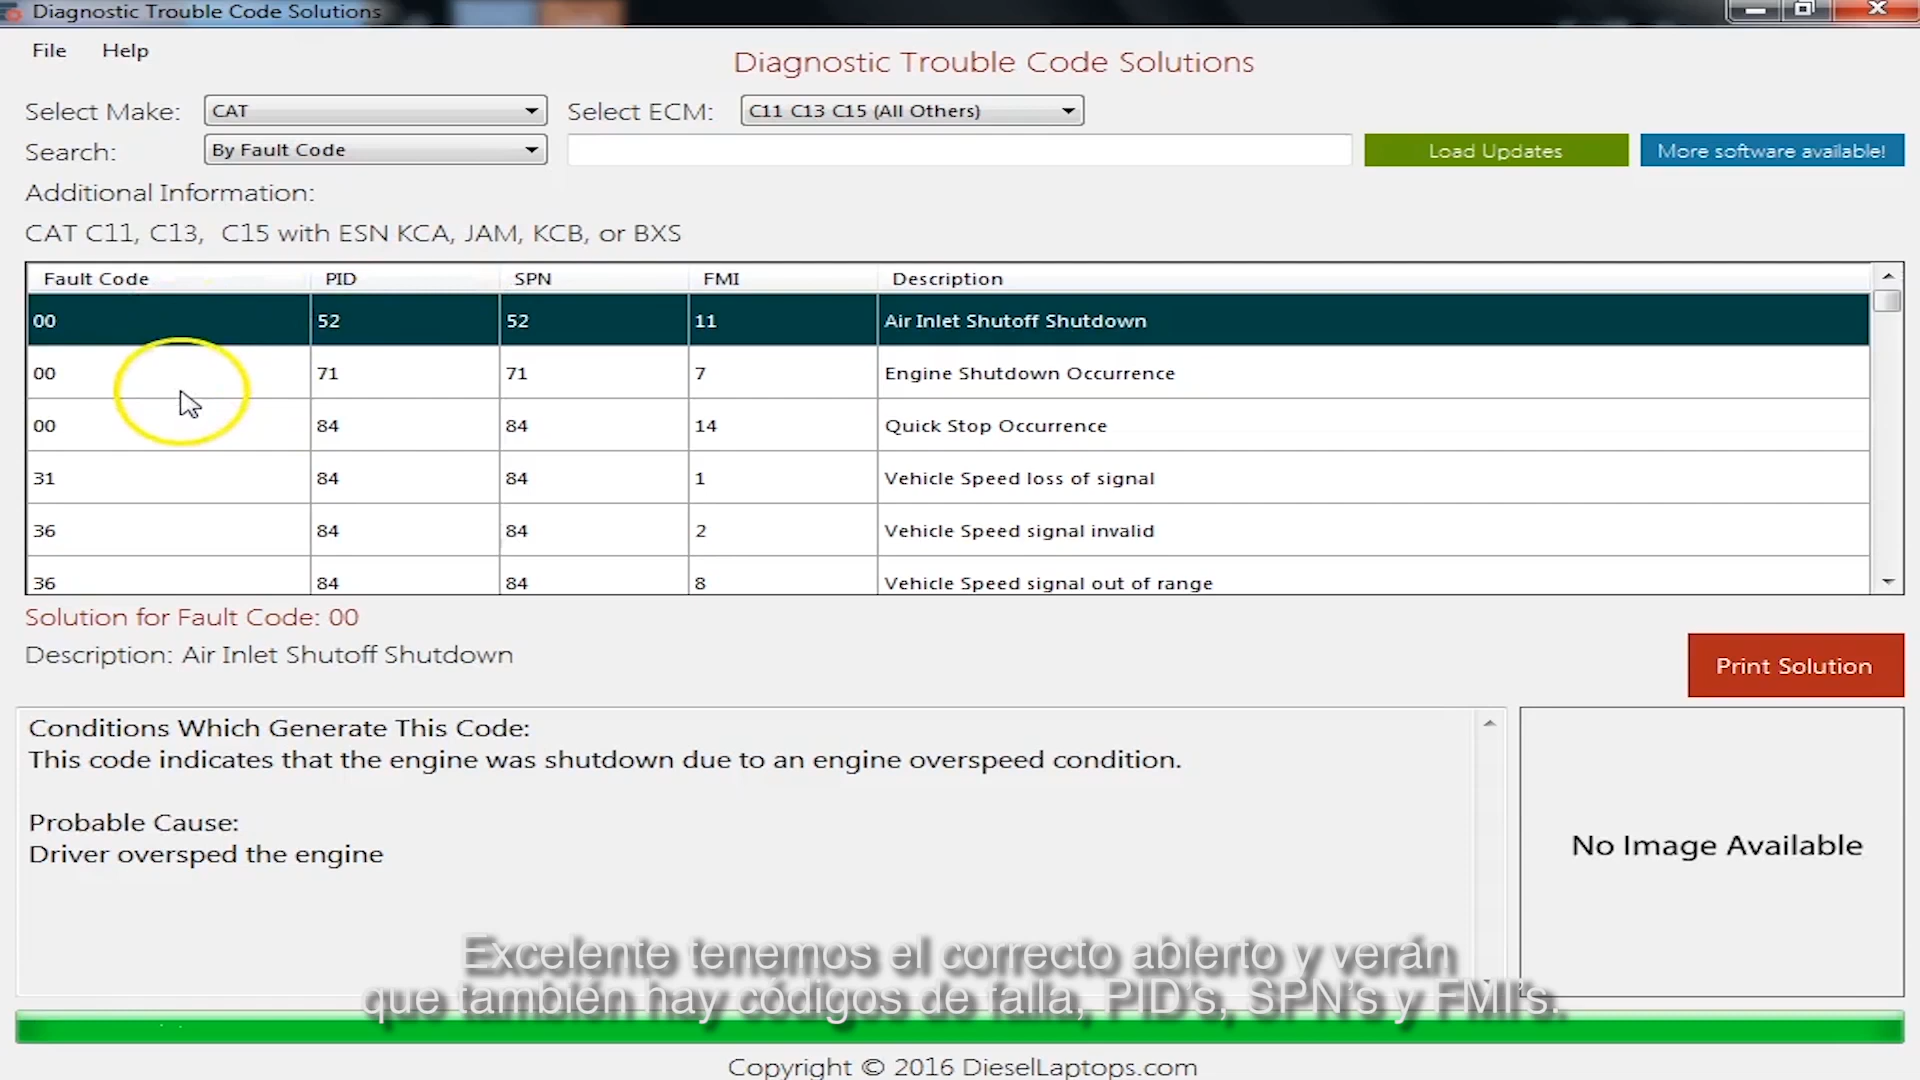 Diagnostic Trouble Code Solutions
File Help
Diagnostic Trouble Code Solutions
Select Make: CAT Select ECM: C11 C13 C15 (All Others)
Search: By Fault Code Load Updates More software available!
Additional Information:
CAT C11, C13, C15 with ESN KCA, JAM, KCB, or BXS
Fault Code PID SPN FMI Description
00 52 52 11 Air Inlet Shutoff Shutdown
00 71 71 7 Engine Shutdown Occurrence
00 84 84 14 Quick Stop Occurrence
31 84 84 1 Vehicle Speed loss of signal
36 84 84 2 Vehicle Speed signal invalid
36 84 84 8 Vehicle Speed signal out of range
Solution for Fault Code: 00
Description: Air Inlet Shutoff Shutdown
Print Solution
Conditions Which Generate This Code:
This code indicates that the engine was shutdown due to an engine overspeed condition.
Probable Cause:
Driver oversped the engine
No Image Available
Excelente tenemos el correcto abierto y verán
que también hay códigos de falla, PID's, SPN's y FMI's.
Copyright © 2016 DieselLaptops.com